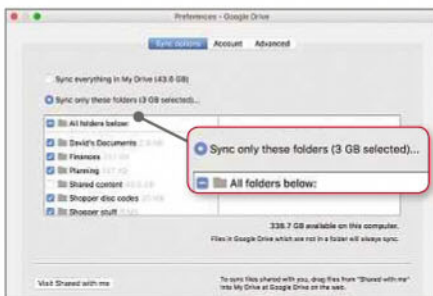 Preferences - Google Drive
Sync options Account Advanced
Sync everything in My Drive (43.6 GB)
Sync only these folders (3 GB selected)...
All folders below:
David's Documents
Finances
Planning
Shared content
Shopper disc codes
Shopper stuff
Sync only these folders (3 GB selected)...
All folders below:
338.7 GB available on this computer.
Files in Google Drive which are not in a folder will always sync.
Visit Shared with me
To sync files shared with you, drag files from "Shared with me"
into My Drive at Google Drive on the web.